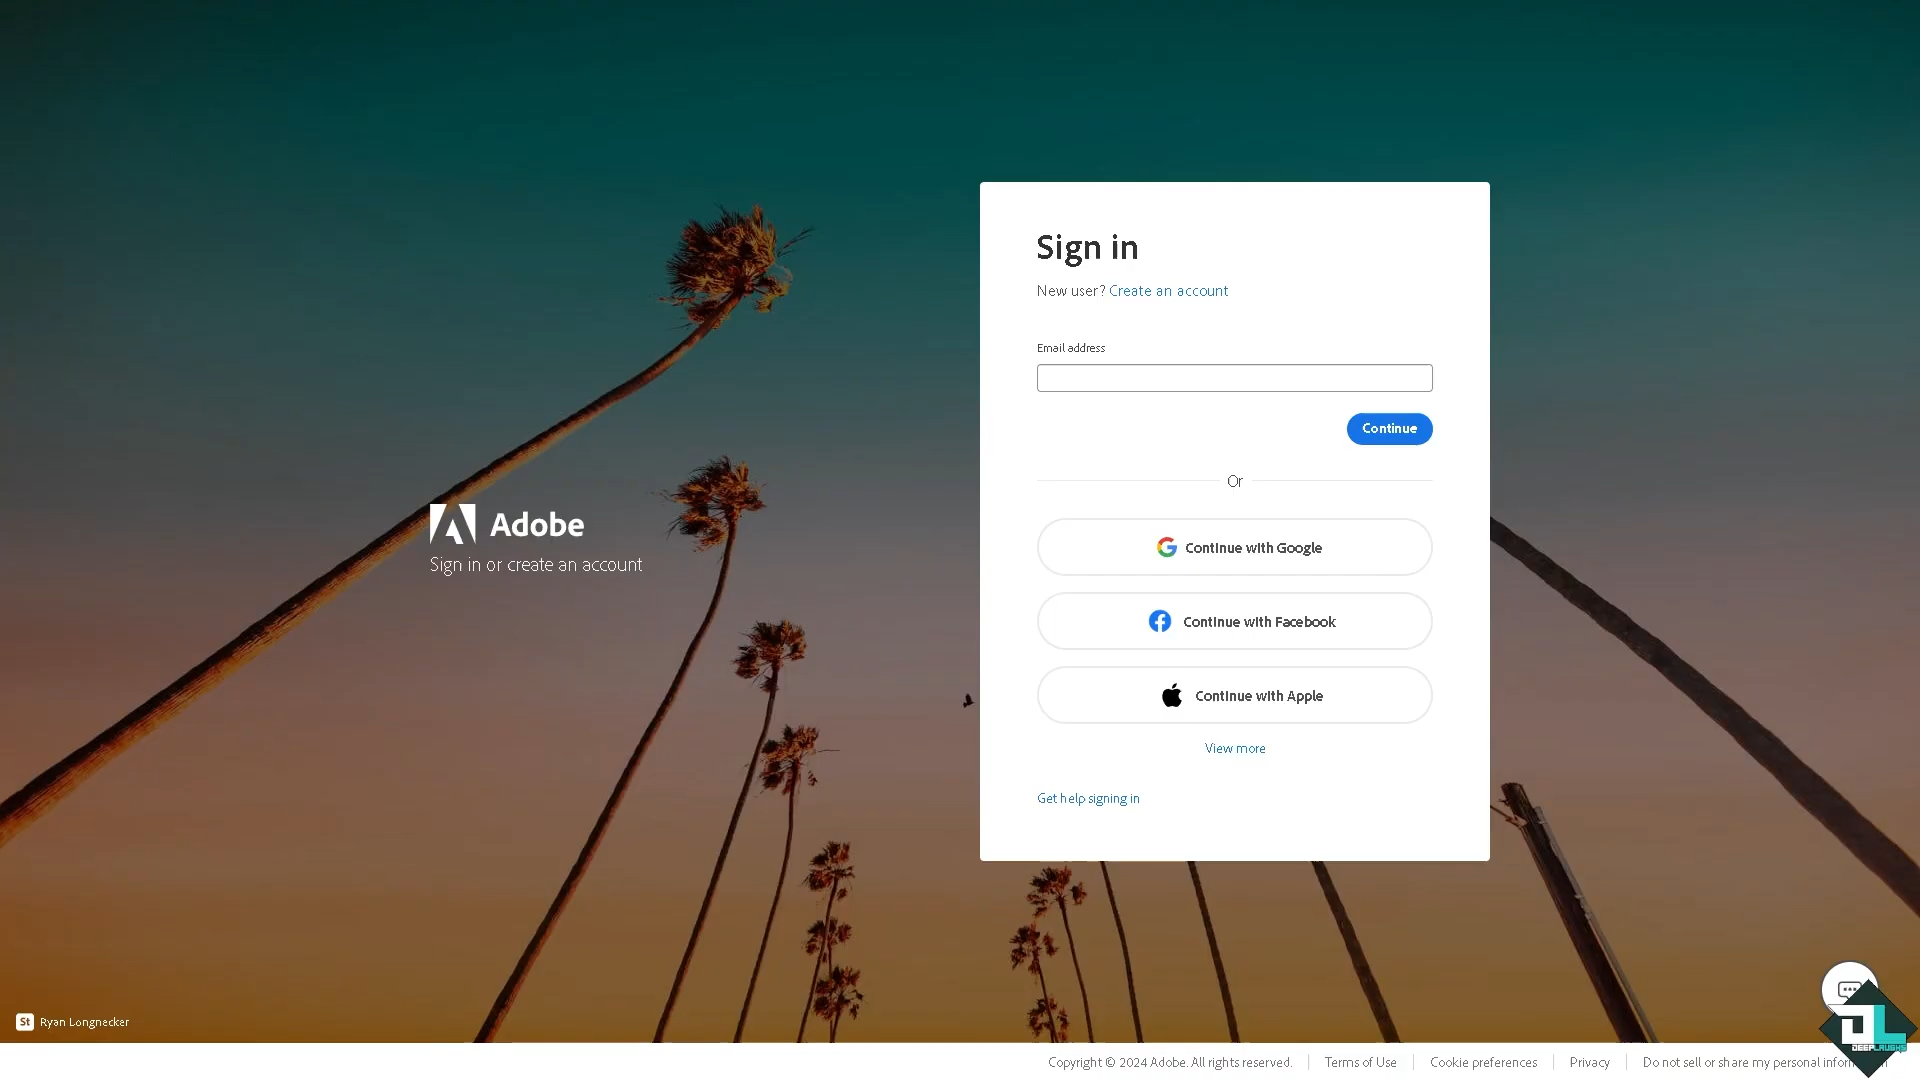 Sign in
New user? Create an account
Email address
Continue
Or
Continue with Google
Continue with Facebook
Continue with Apple
View more
Get help signing in
Adobe
Sign in or create an account
St Ryan Longnecker
Copyright © 2024 Adobe. All rights reserved. Terms of Use Cookie preferences Privacy Do not sell or share my personal
DEEPLAUGHS